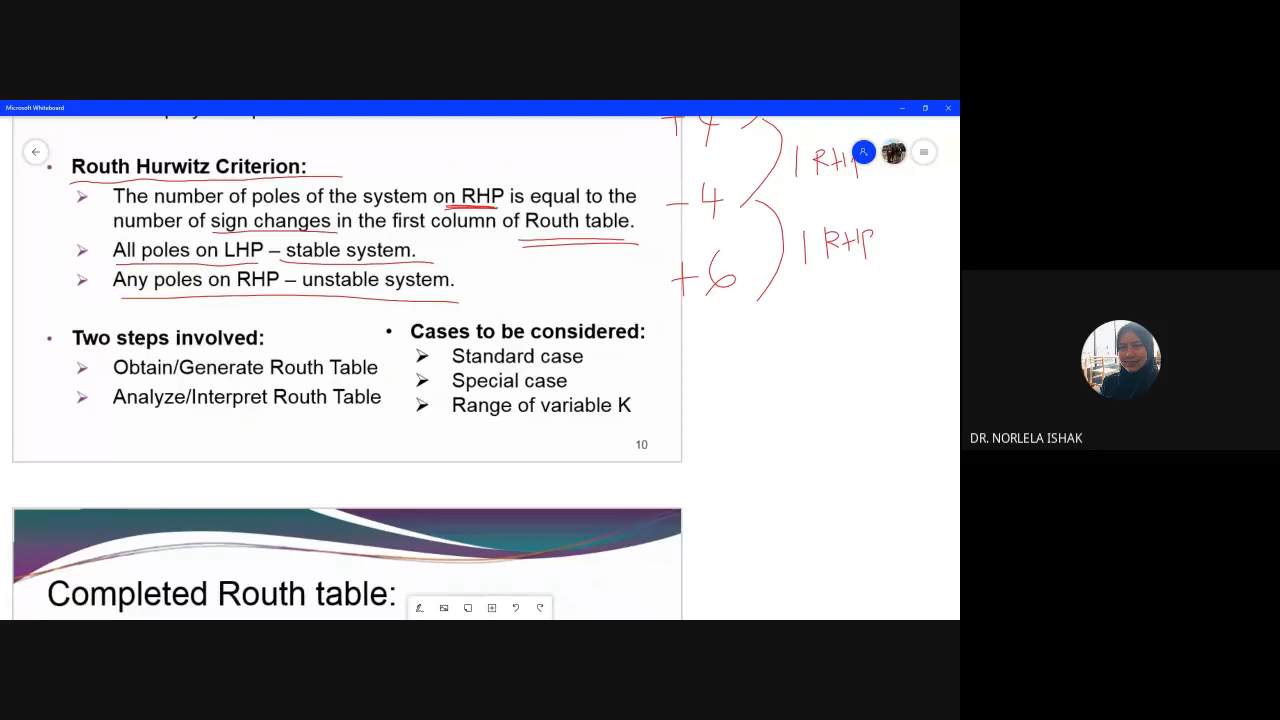 Microsoft Whiteboard
Routh Hurwitz Criterion:
The number of poles of the system on RHP is equal to the
number of sign changes in the first column of Routh table.
All poles on LHP – stable system.
Any poles on RHP – unstable system.
Two steps involved:
Obtain/Generate Routh Table
Analyze/Interpret Routh Table
Cases to be considered:
Standard case
Special case
Range of variable K
10
+4
-4
+6
1 RHP
1 RHP
Completed Routh table:
DR. NORLELA ISHAK